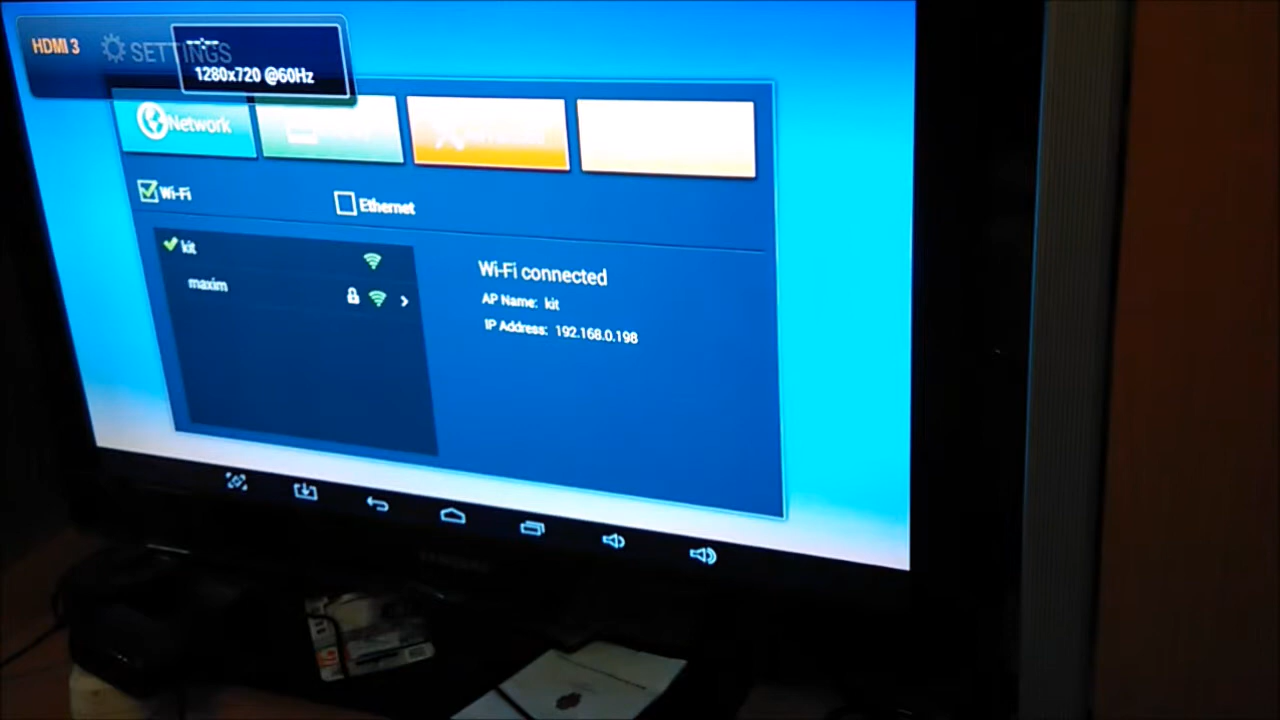 HDMI 3
SETTINGS
1280x720 @60Hz
Network
Wi-Fi
Ethernet
kit
maxim
Wi-Fi connected
AP Name: kit
IP Address: 192.168.0.198